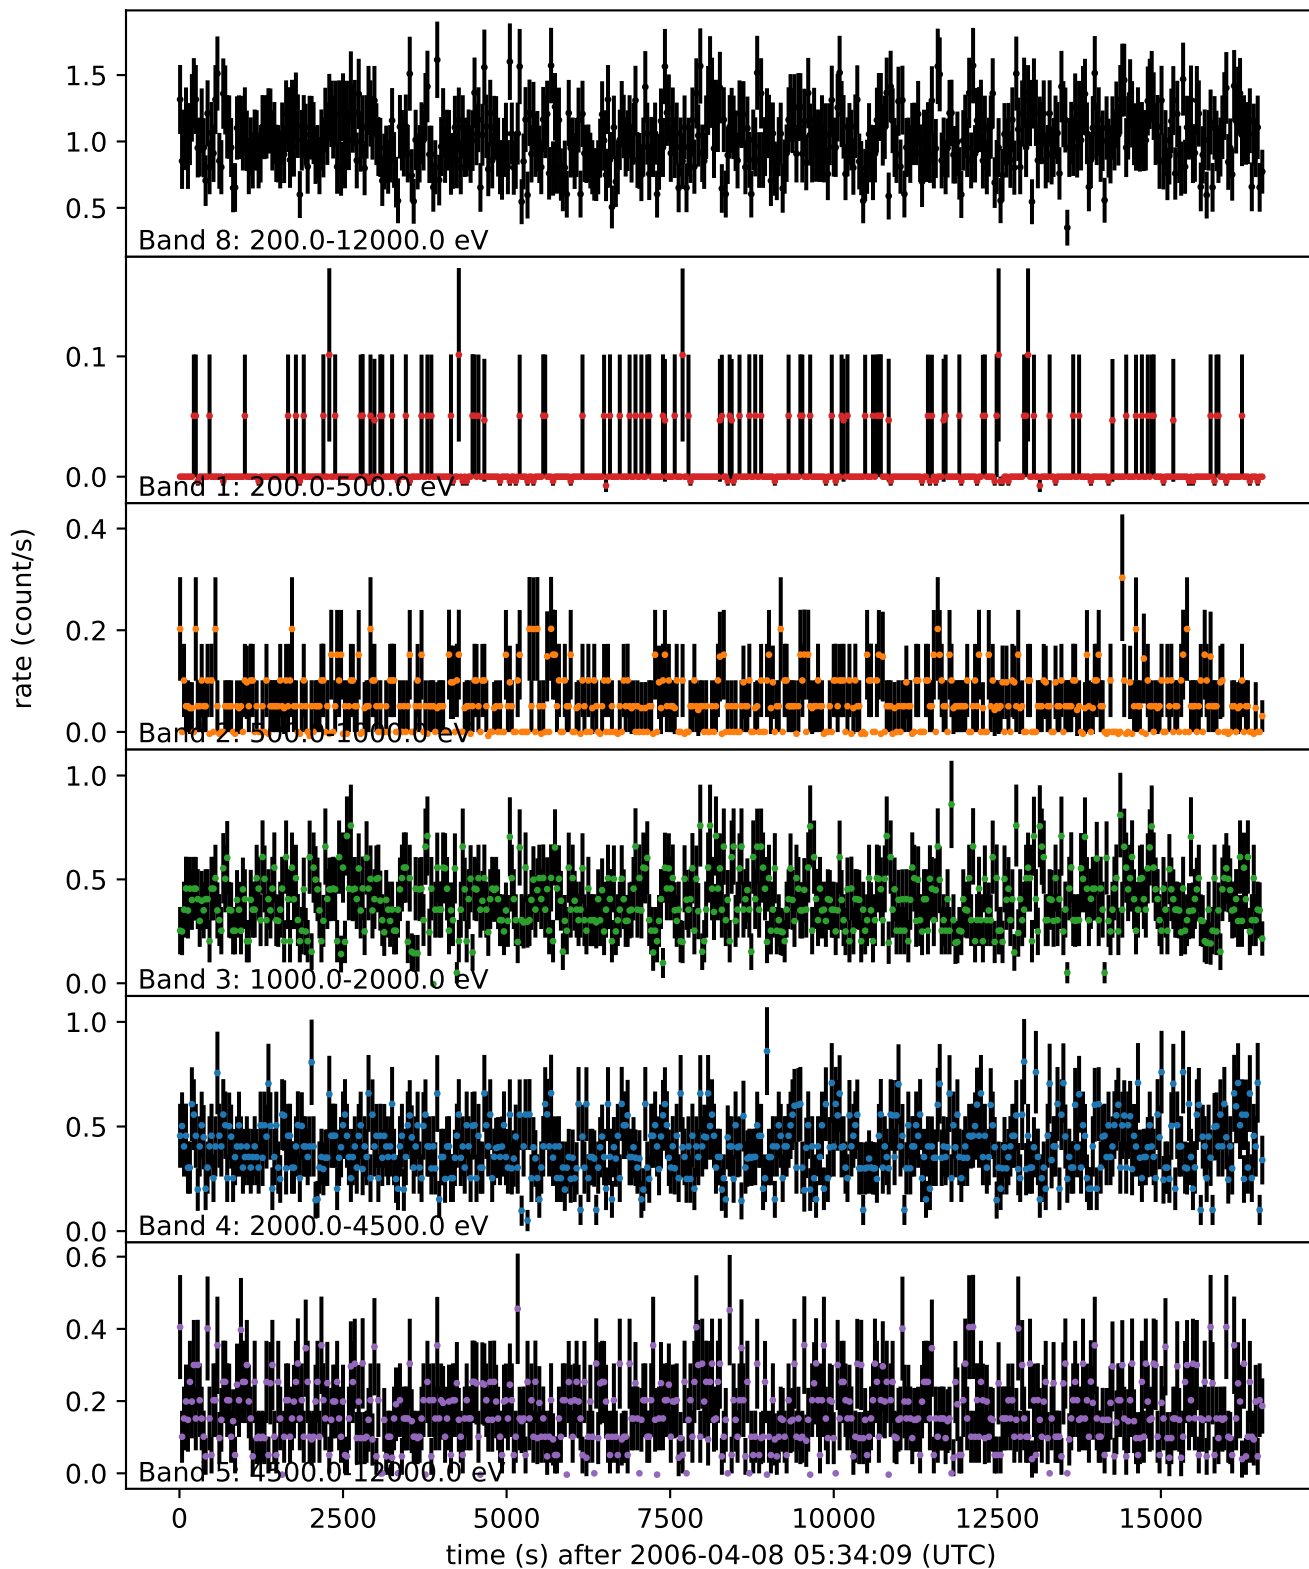 1.5
1.0
0.5
Band 8: 200.0-12000.0 eV
0.1
0.0
Band 1: 200.0-500.0 eV
0.4
0.2
0.0
Band 2: 500.0-1000.0 eV
rate (count/s)
1.0
0.5
0.0
Band 3: 1000.0-2000.0 eV
1.0
0.5
0.0
Band 4: 2000.0-4500.0 eV
0.6
0.4
0.2
0.0
Band 5: 4500.0-12000.0 eV
0 2500 5000 7500 10000 12500 15000
time (s) after 2006-04-08 05:34:09 (UTC)